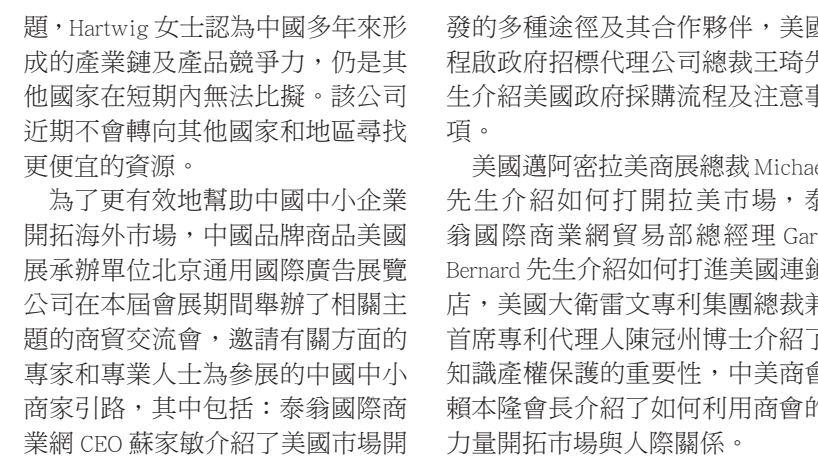 題，Hartwig 女士認為中國多年來形
成的產業鏈及產品競爭力，仍是其
他國家在短期內無法比擬。該公司
近期不會轉向其他國家和地區尋找
更便宜的資源。
為了更有效地幫助中國中小企業
開拓海外市場，中國品牌商品美國
展承辦單位北京通用國際廣告展覽
公司在本屆會展期間舉辦了相關主
題的商貿交流會，邀請有關方面的
專家和專業人士為參展的中國中小
商家引路，其中包括：泰翁國際商
業網 CEO 蘇家敏介紹了美國市場開
發的多種途徑及其合作夥伴，美國
程啟政府招標代理公司總裁王琦先
生介紹美國政府採購流程及注意事
項。
美國邁阿密拉美商展總裁 Michae
先生介紹如何打開拉美市場，泰
翁國際商業網貿易部總經理 Gar
Bernard 先生介紹如何打進美國連鎖
店，美國大衛雷文專利集團總裁兼
首席專利代理人陳冠州博士介紹了
知識產權保護的重要性，中美商會
賴本隆會長介紹了如何利用商會的
力量開拓市場與人際關係。